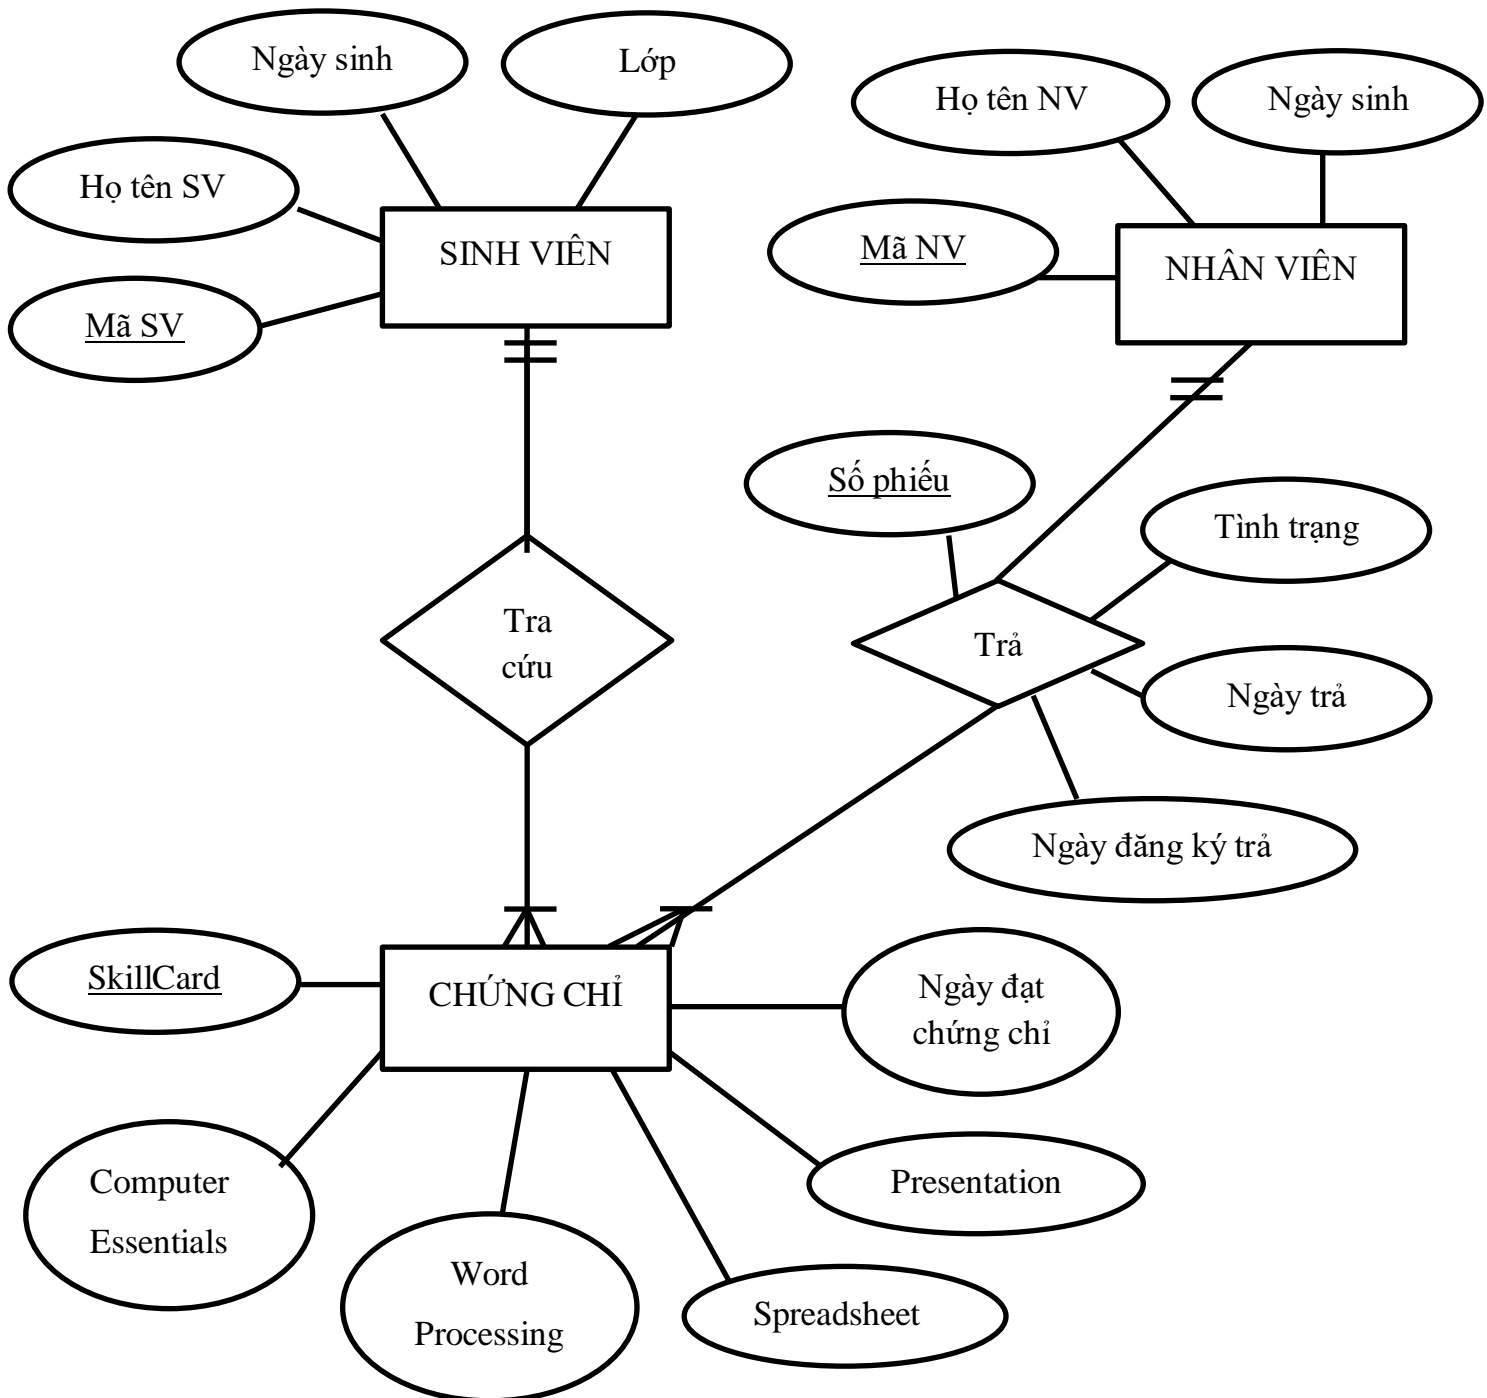 Ngày sinh
Lớp
Họ tên NV
Ngày sinh
Họ tên SV
SINH VIÊN
Mã NV
NHÂN VIÊN
Mã SV
Số phiếu
Tình trạng
Tra
cứu
Trả
Ngày trả
Ngày đăng ký trả
SkillCard
CHỨNG CHỈ
Ngày đạt
chứng chỉ
Computer
Essentials
Presentation
Word
Processing
Spreadsheet